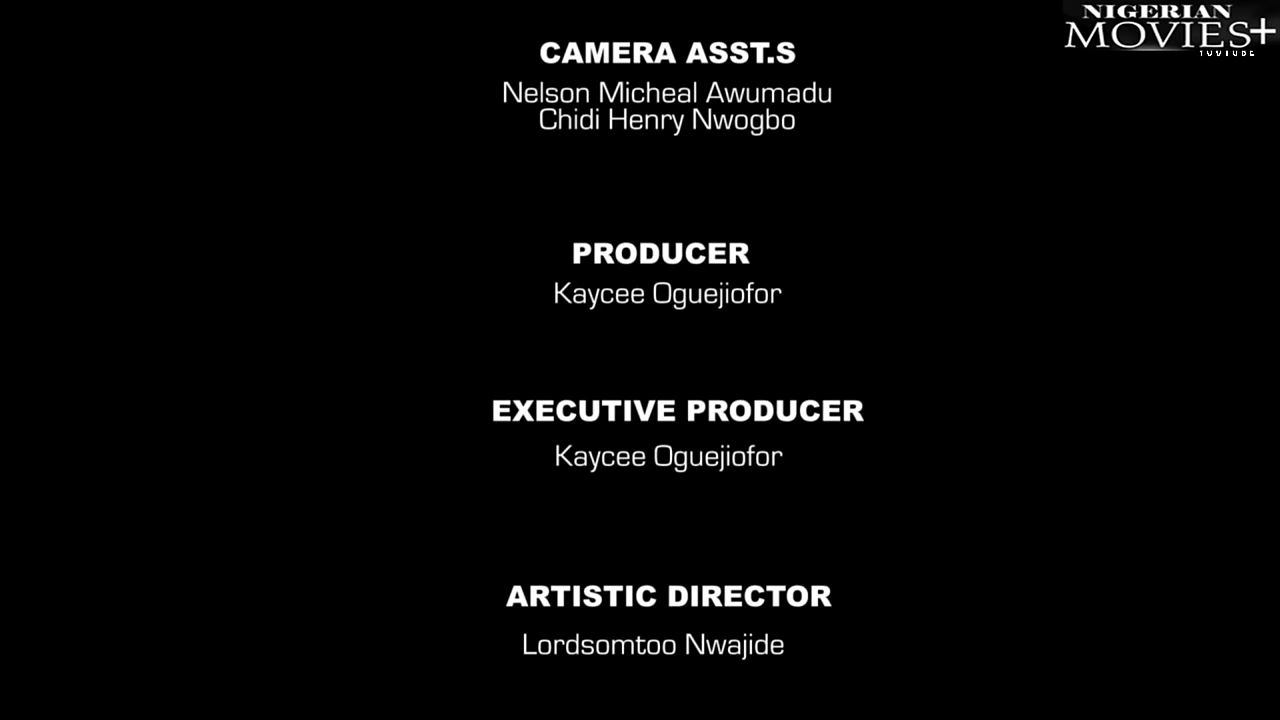 NIGERIAN
MOVIES+
CAMERA ASST.S
Nelson Micheal Awumadu
Chidi Henry Nwogbo
PRODUCER
Kaycee Oguejiofor
EXECUTIVE PRODUCER
Kaycee Oguejiofor
ARTISTIC DIRECTOR
Lordsomtoo Nwajide